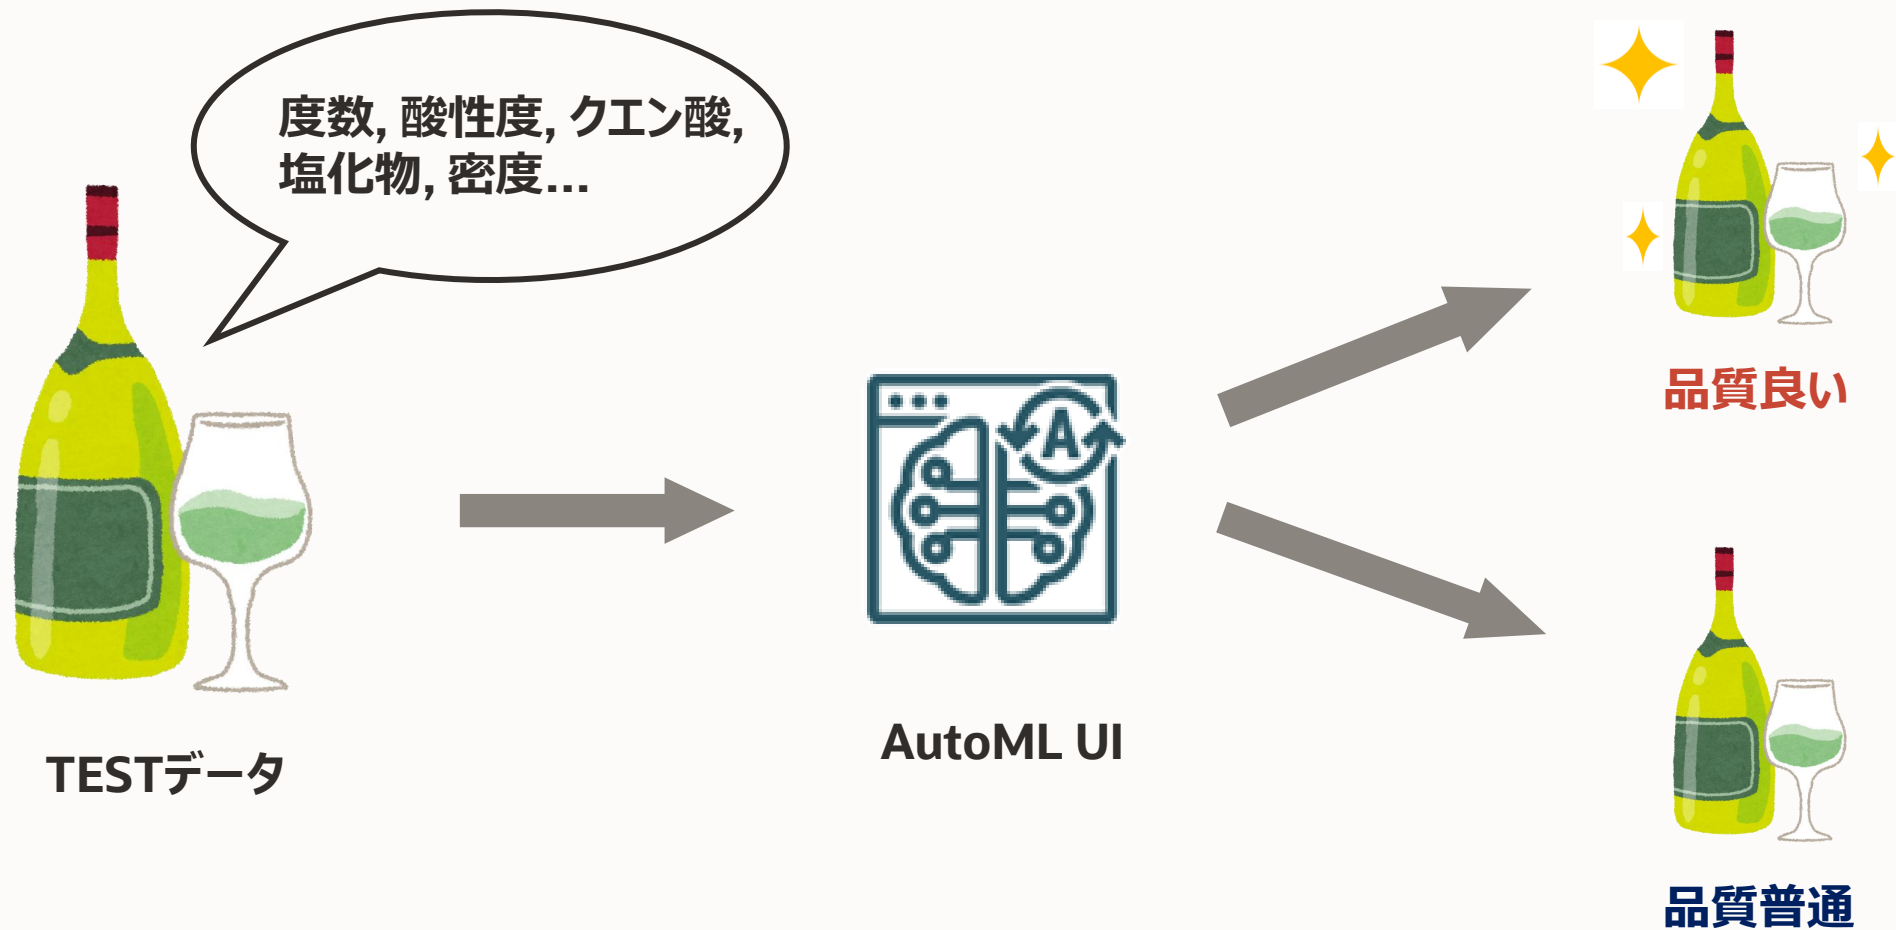 度数, 酸性度, クエン酸,
塩化物, 密度...
TESTデータ
A
AutoML UI
品質良い
品質普通